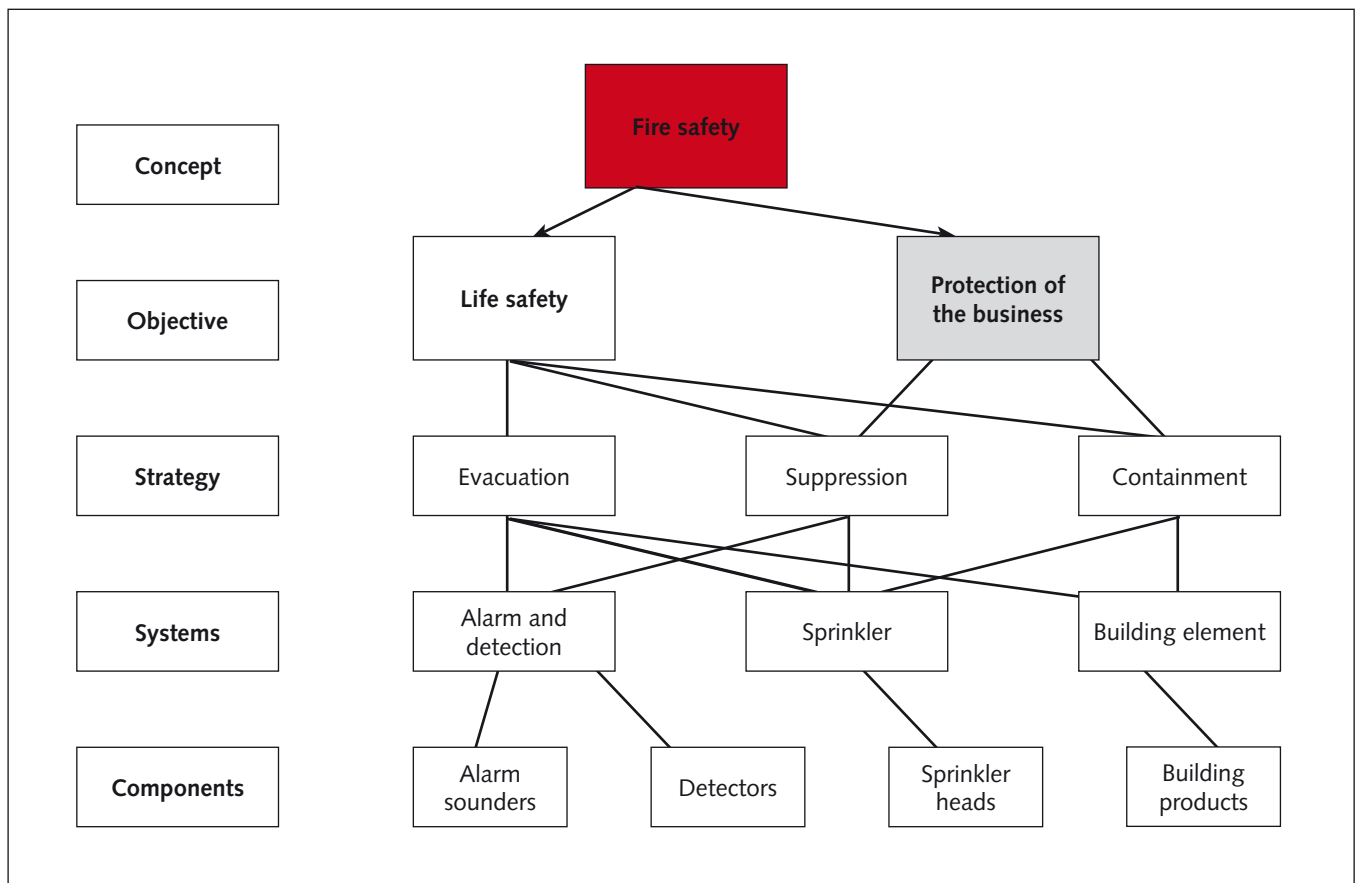 Fire safety
Concept
Life safety
Protection of
the business
Objective
Strategy
Evacuation
Suppression
Containment
Systems
Alarm and
detection
Sprinkler
Building element
Components
Alarm
sounders
Detectors
Sprinkler
heads
Building
products